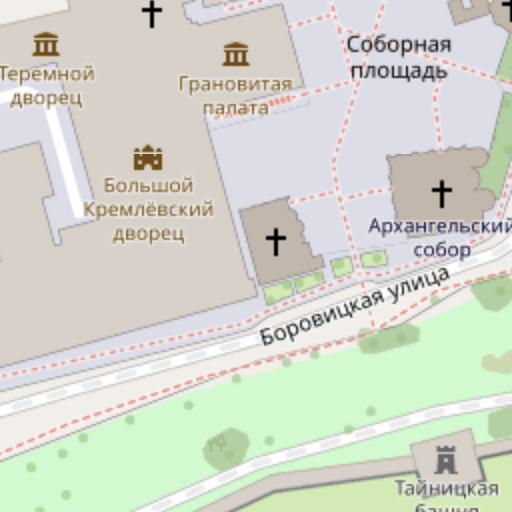 Соборная
площадь
Теремной
дворец
Грановитая
палата
Большой
Кремлёвский
дворец
Архангельский
собор
Боровицкая улица
Тайницкая
башня